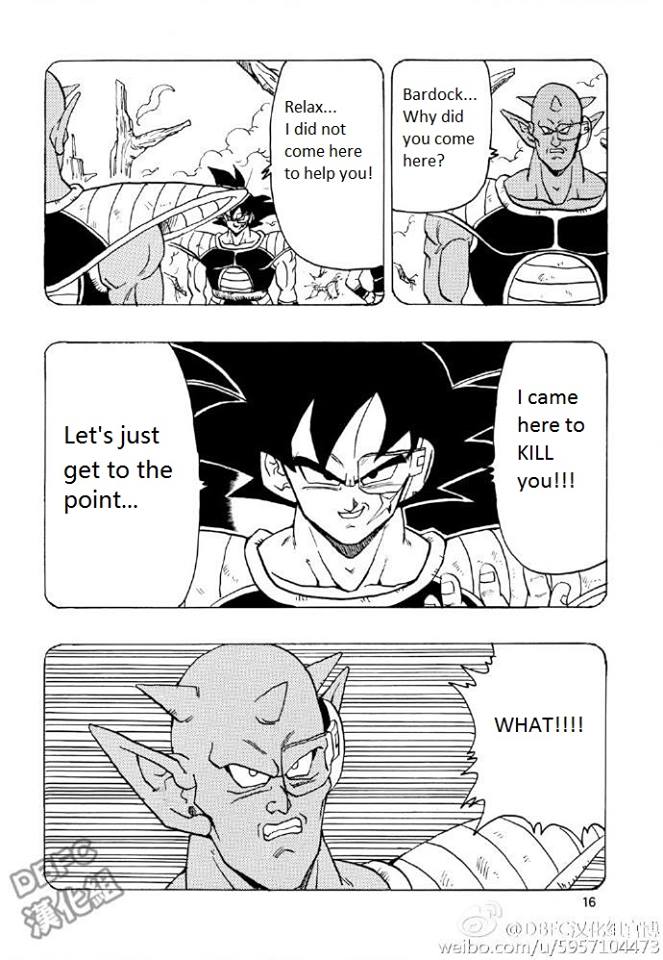 Bardock...
Why did
you come
here?
Relax...
I did not
come here
to help you!
Let's just
get to the
point...
I came
here to
KILL
you!!!
WHAT!!!!
DBFC
漢化組
16
@DBFC汉化组官博
weibo.com/u/5957104473